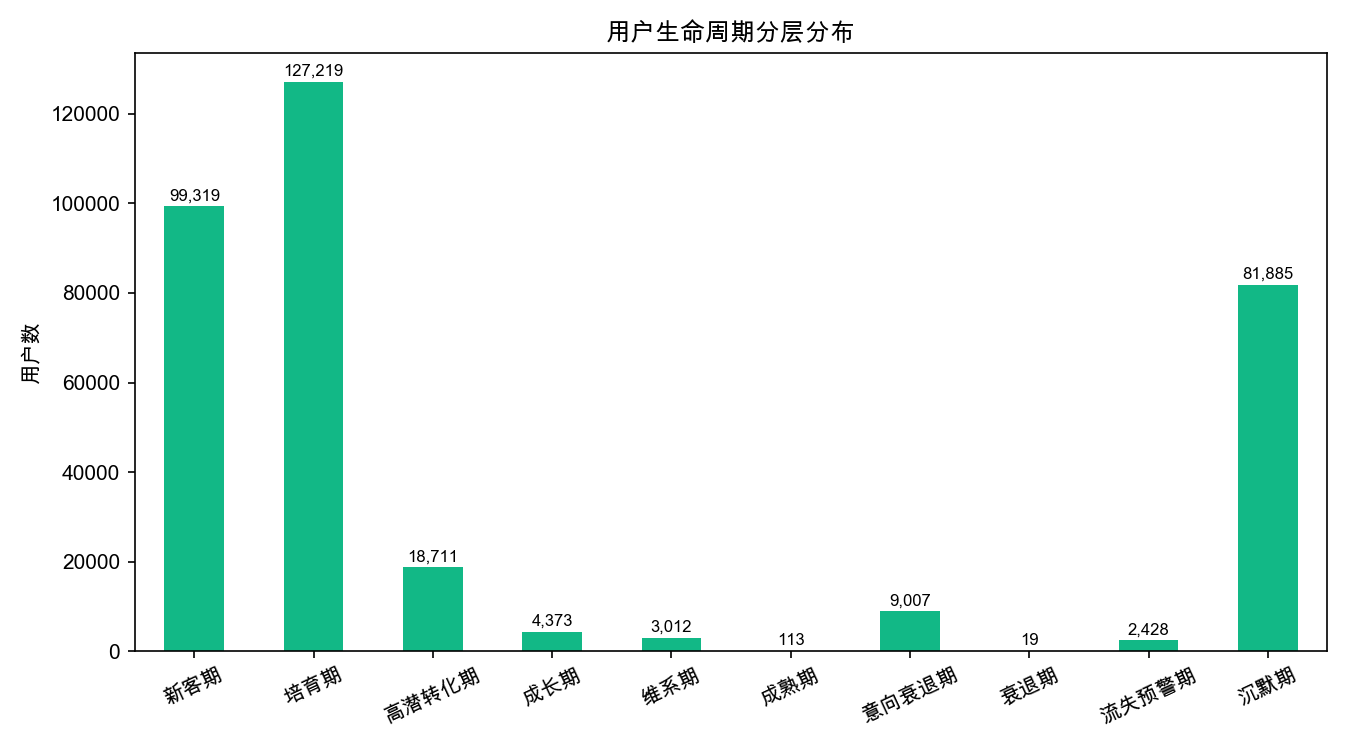 用户生命周期分层分布
用户数
120000
100000
80000
60000
40000
20000
0
99,319
127,219
18,711
4,373
3,012
113
9,007
19
2,428
81,885
新客期
培育期
高潜转化期
成长期
维系期
成熟期
意向衰退期
衰退期
流失预警期
沉默期